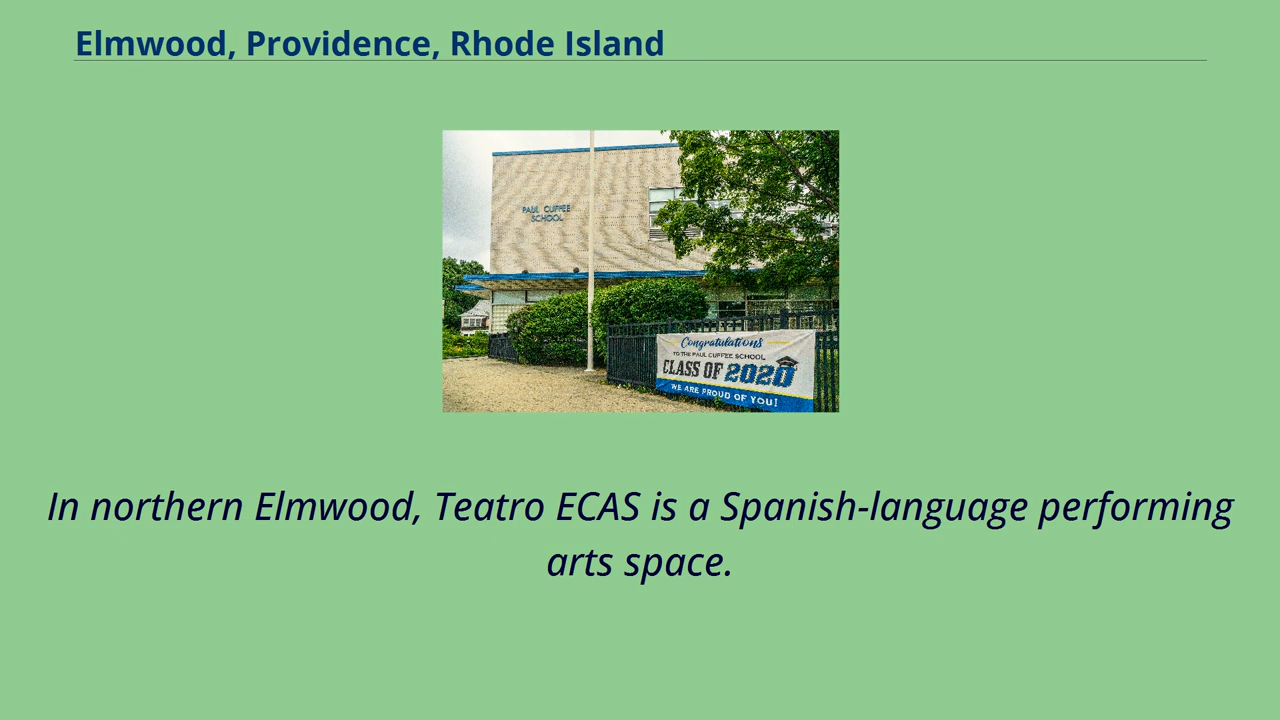 Elmwood, Providence, Rhode Island
PAUL CUFFEE
SCHOOL
Congratulations
TO THE PAUL CUFFEE SCHOOL
CLASS OF 2020
WE ARE PROUD OF YOU!
In northern Elmwood, Teatro ECAS is a Spanish-language performing
arts space.